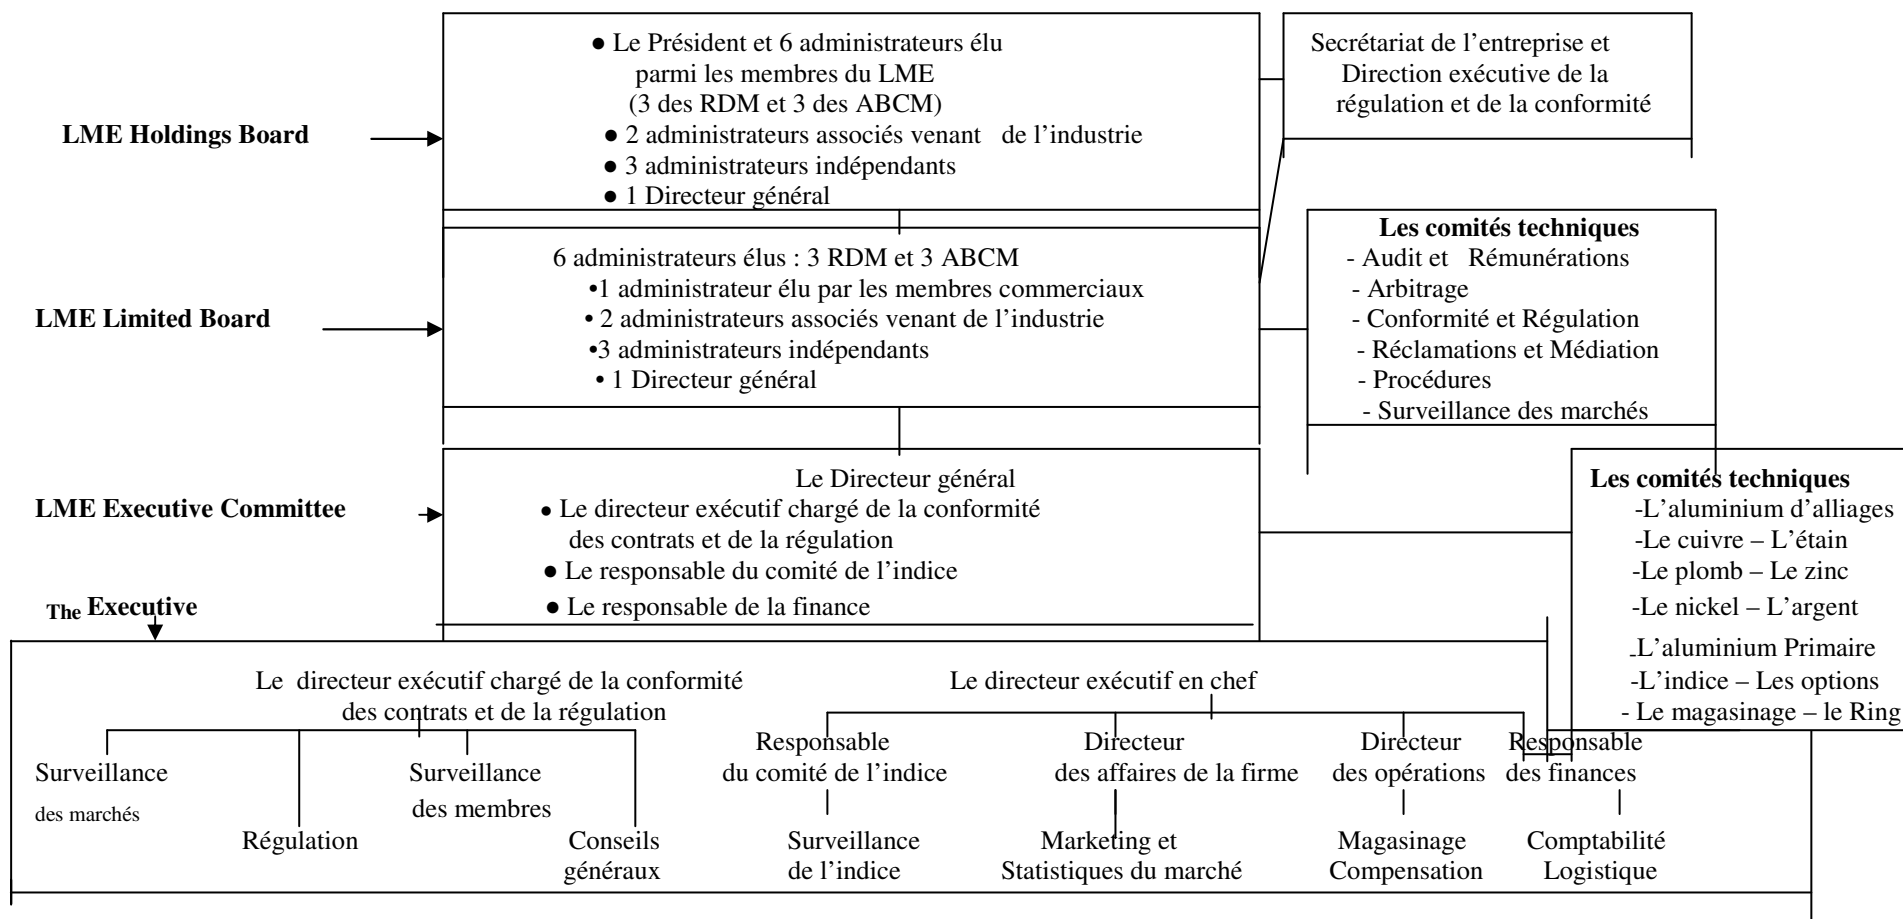 ● Le Président et 6 administrateurs élu
parmi les membres du LME
(3 des RDM et 3 des ABCM)
● 2 administrateurs associés venant de l’industrie
● 3 administrateurs indépendants
● 1 Directeur général
Secrétariat de l’entreprise et
Direction exécutive de la
régulation et de la conformité
LME Holdings Board
6 administrateurs élus : 3 RDM et 3 ABCM
•1 administrateur élu par les membres commerciaux
• 2 administrateurs associés venant de l’industrie
•3 administrateurs indépendants
• 1 Directeur général
LME Limited Board
Les comités techniques
- Audit et Rémunérations
- Arbitrage
- Conformité et Régulation
- Réclamations et Médiation
- Procédures
- Surveillance des marchés
LME Executive Committee
Le Directeur général
● Le directeur exécutif chargé de la conformité
des contrats et de la régulation
● Le responsable du comité de l’indice
● Le responsable de la finance
Les comités techniques
-L’aluminium d’alliages
-Le cuivre – L’étain
-Le plomb – Le zinc
-Le nickel – L’argent
-L’aluminium Primaire
-L’indice – Les options
- Le magasinage – le Ring
The Executive
Le directeur exécutif chargé de la conformité
des contrats et de la régulation
Le directeur exécutif en chef
Surveillance
des marchés
Régulation
Surveillance
des membres
Conseils
généraux
Responsable
du comité de l’indice
Directeur
des affaires de la firme
Directeur
des opérations
Responsable
des finances
Surveillance
de l’indice
Marketing et
Statistiques du marché
Magasinage
Compensation
Comptabilité
Logistique